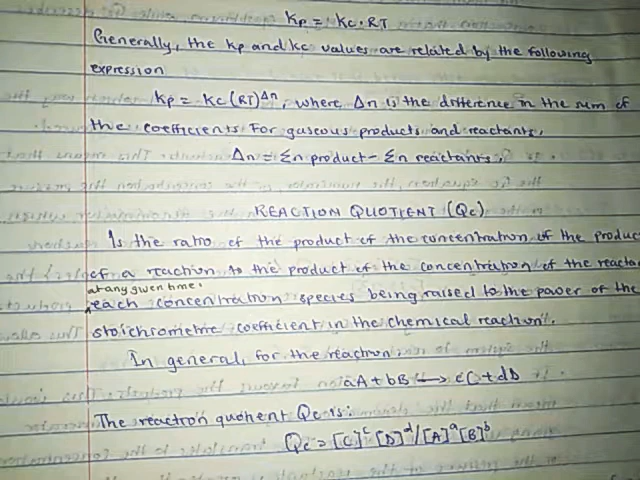 Kp = Kc·RT
Generally, the kp and kc values are related by the following
expression
Kp = Kc(RT)^Δn, where Δn is the difference in the sum of
the coefficients for gaseous products and reactants,
Δn = Σn product - Σn reactants,
REACTION QUOTIENT (Qc)
Is the ratio of the product of the concentration of the produc
of a reaction to the product of the concentration of the reacta
at any given time.
each concentration species being raised to the power of the
stoichiometric coefficient in the chemical reaction.
In general, for the reaction
aA + bB ⟷ cC + dD
The reaction quotient Qc is:
Qc = [C]^c [D]^d/[A]^a [B]^b